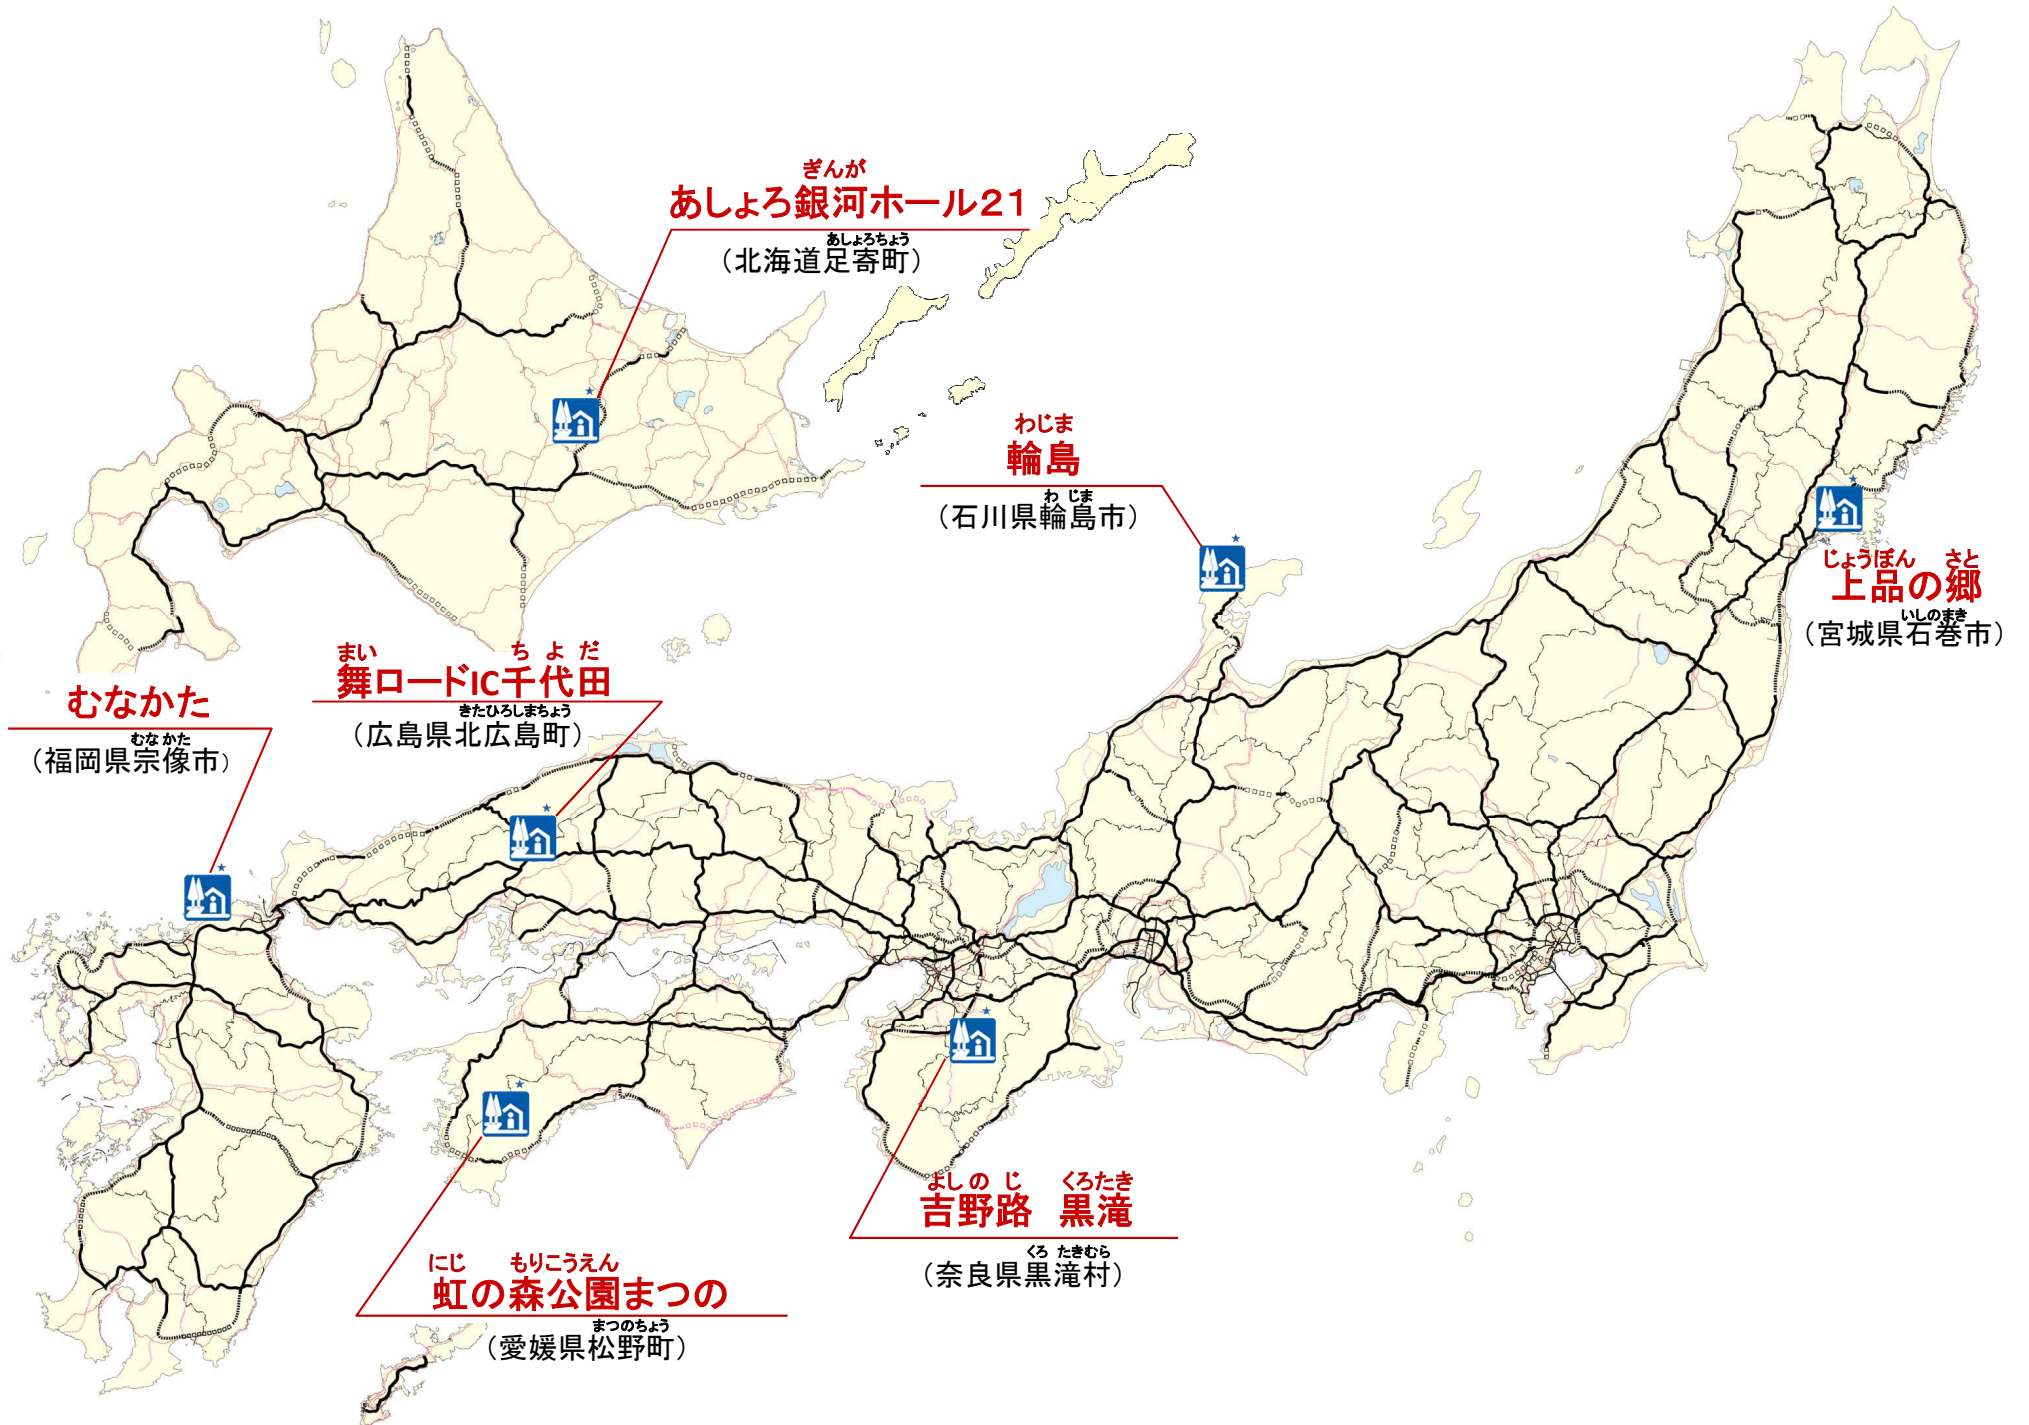 ぎんが
あしょろ銀河ホール21
あしょろちょう
（北海道足寄町）
わじま
輪島
わ じま
（石川県輪島市）
じょうぼん さと
上品の郷
いしのまき
（宮城県石巻市）
まい ち よ だ
舞ロードIC千代田
きたひろしまちょう
（広島県北広島町）
むなかた
むなかた
（福岡県宗像市）
よし の じ くろたき
吉野路 黒滝
くろ たきむら
（奈良県黒滝村）
にじ もりこうえん
虹の森公園まつの
まつのちょう
（愛媛県松野町）